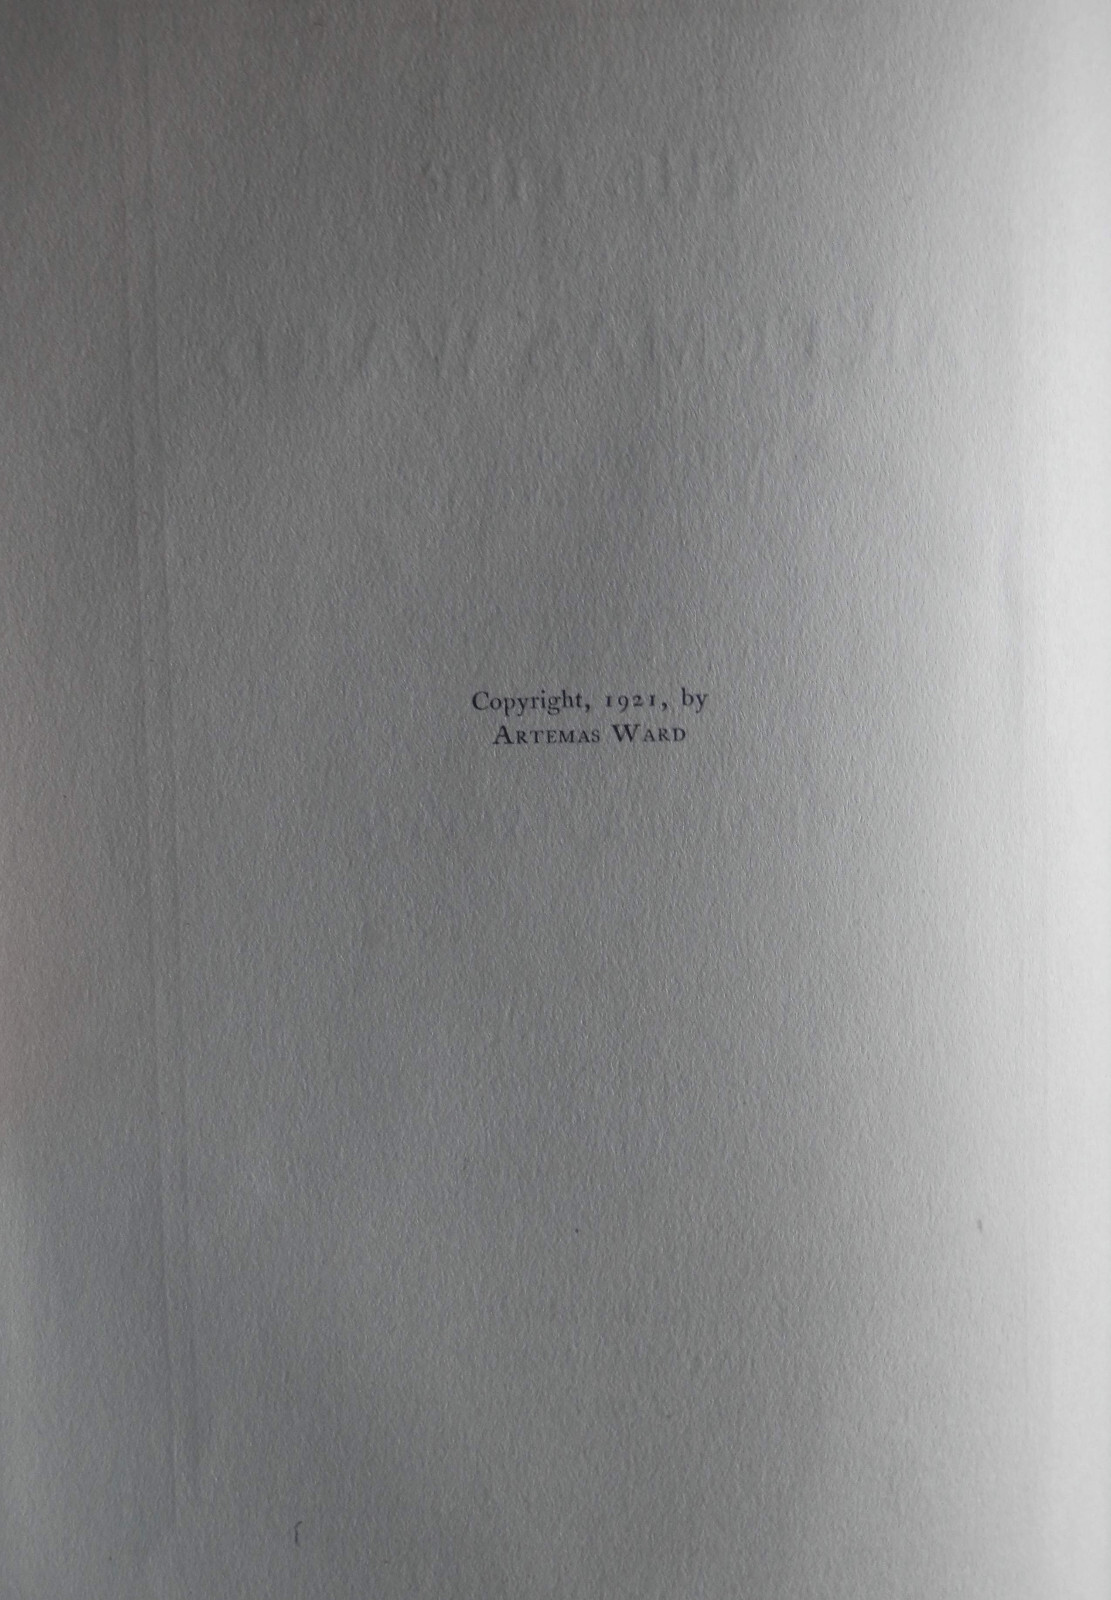 Copyright, 1921, by
ARTEMAS WARD